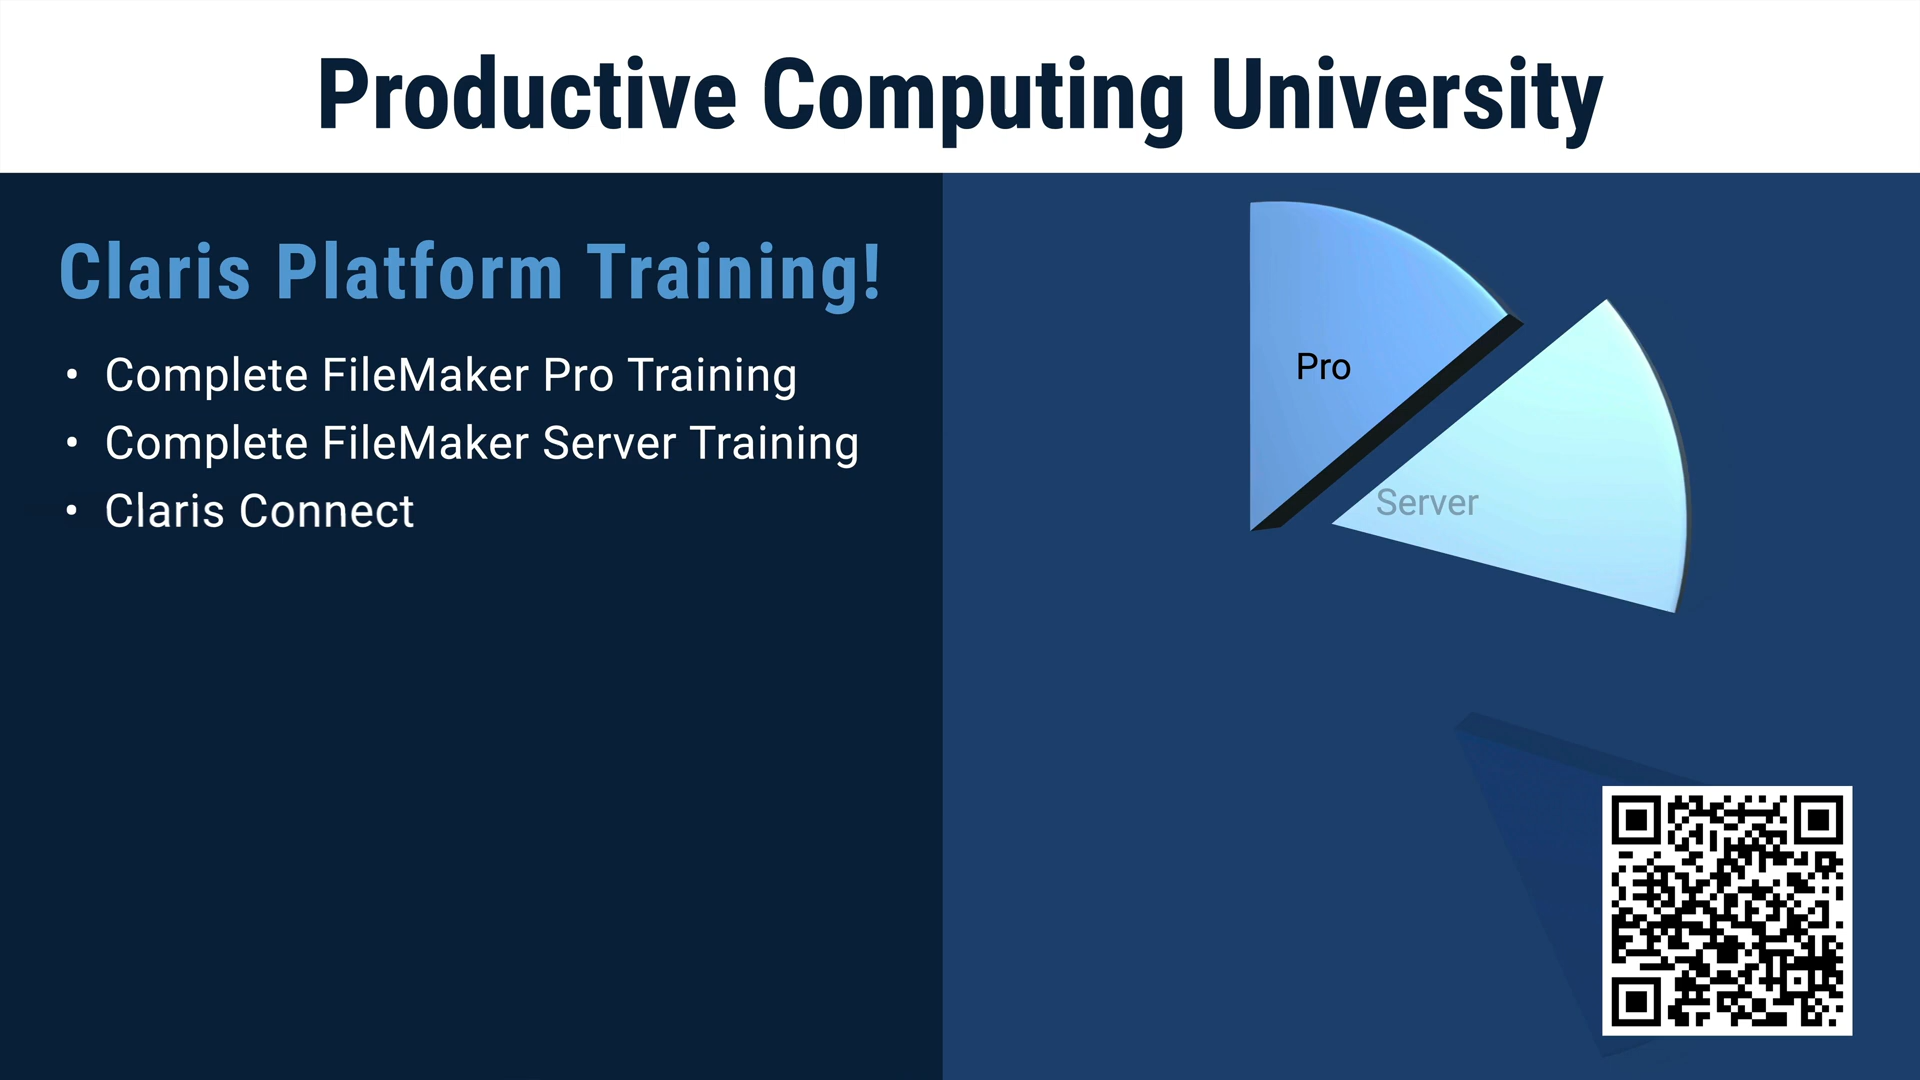 Productive Computing University
Claris Platform Training!
• Complete FileMaker Pro Training
• Complete FileMaker Server Training
• Claris Connect
Pro
Server